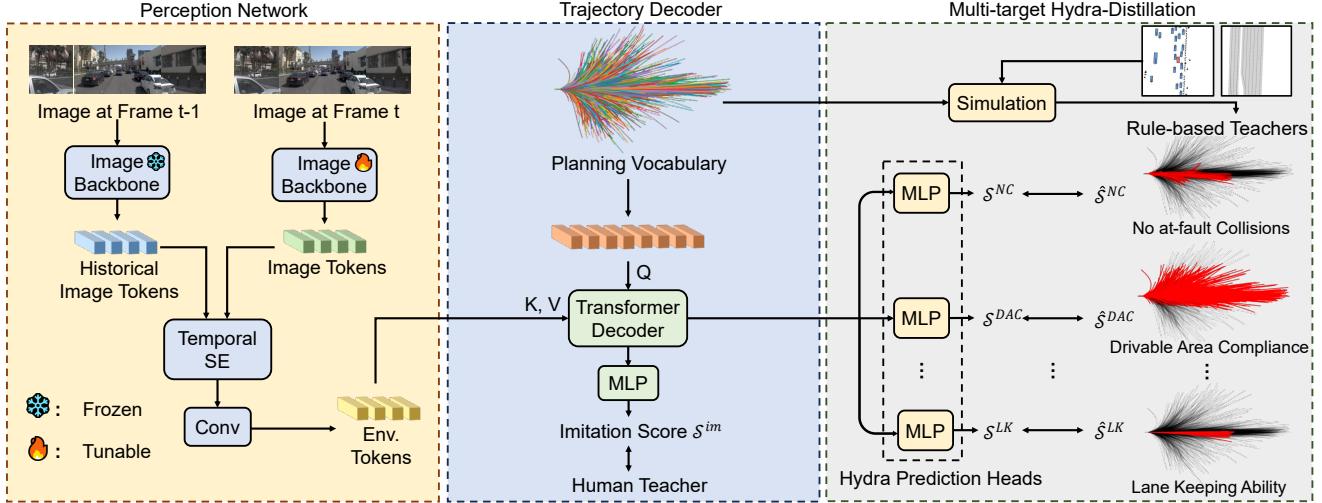 Perception Network
Image at Frame t-1
Image at Frame t
Image
Backbone
Image
Backbone
Historical
Image Tokens
Image Tokens
Temporal
SE
Conv
Env.
Tokens
: Frozen
: Tunable
Trajectory Decoder
Planning Vocabulary
Q
K, V
Transformer
Decoder
MLP
Imitation Score 𝒮^{im}
Human Teacher
Multi-target Hydra-Distillation
Simulation
Rule-based Teachers
MLP
𝒮^{NC}
𝒮̂^{NC}
No at-fault Collisions
MLP
𝒮^{DAC}
𝒮̂^{DAC}
Drivable Area Compliance
...
...
...
MLP
𝒮^{LK}
𝒮̂^{LK}
Hydra Prediction Heads
Lane Keeping Ability